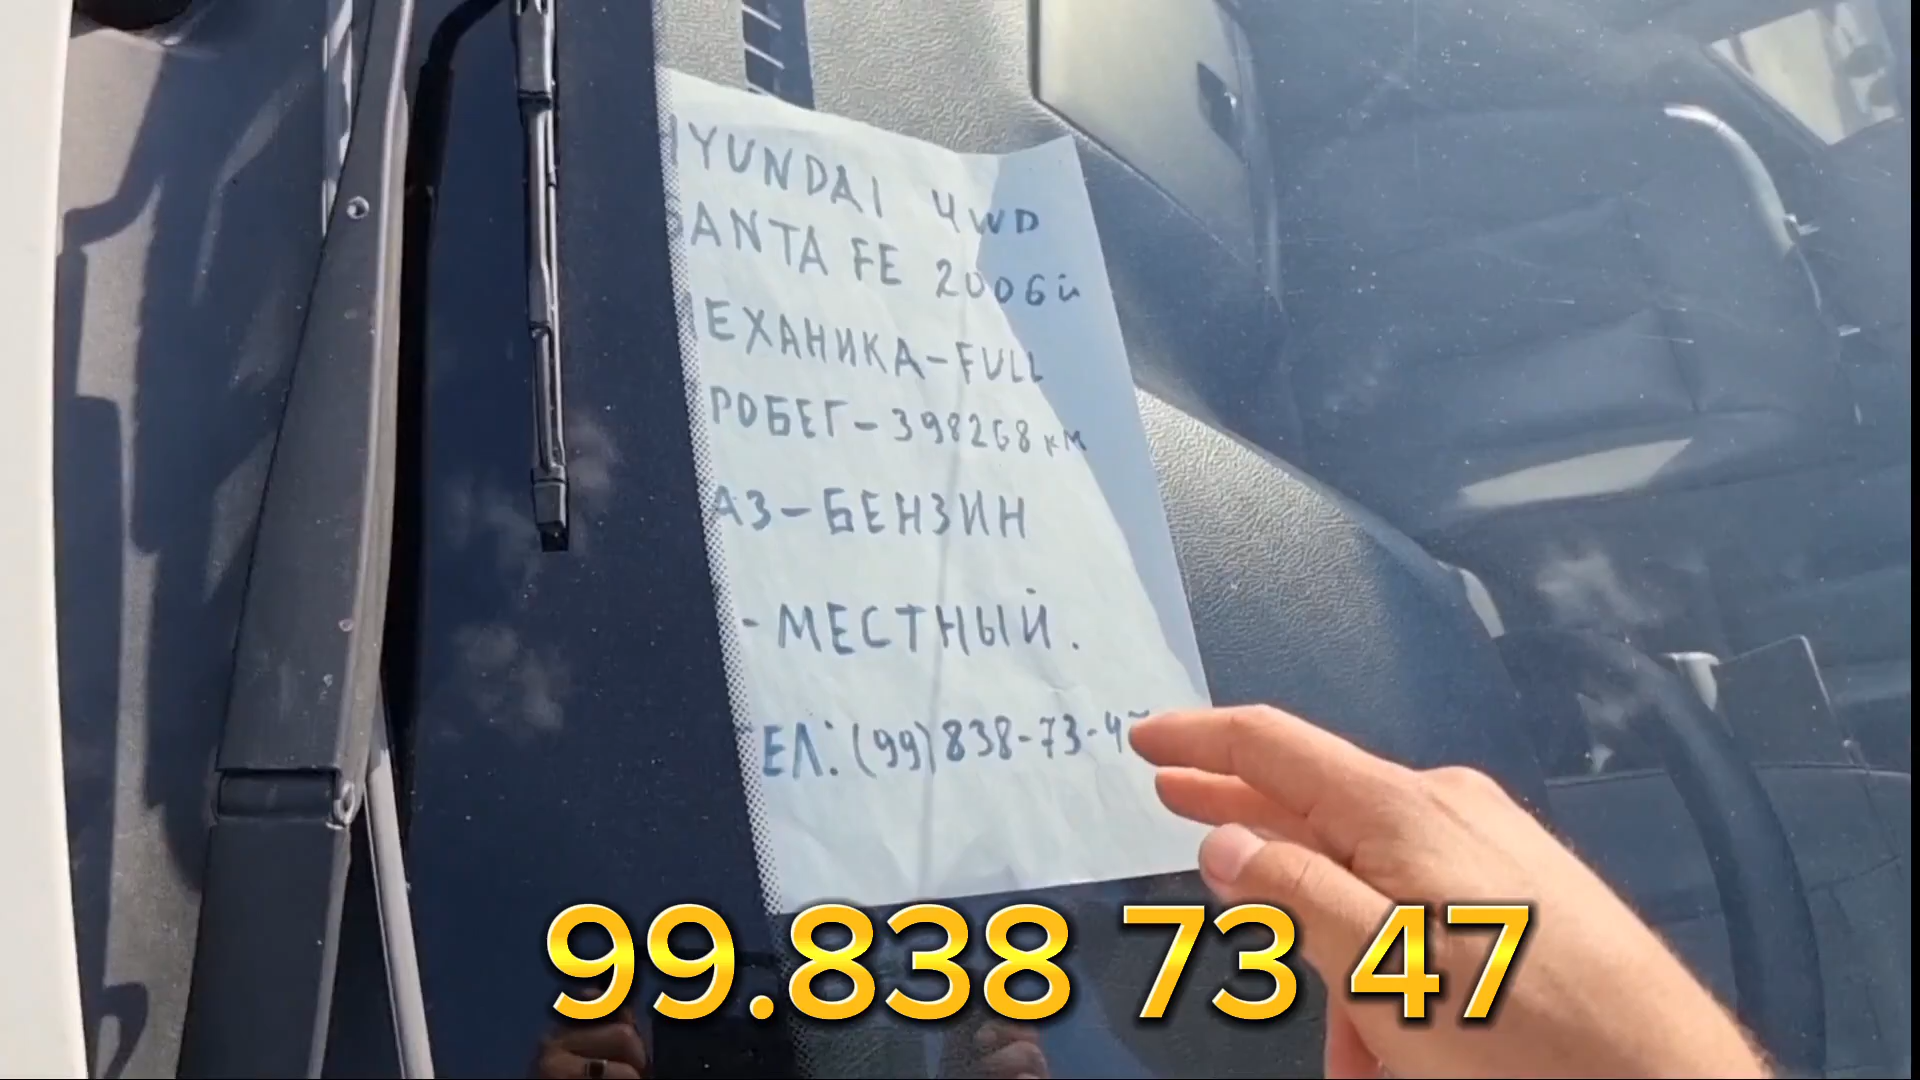 YUNDAI 4WD
ANTA FE 2006й
ЕХАНИКА-FULL
РОБЕГ-398268 км
АЗ-БЕНЗИН
-МЕСТНЫЙ.
ЕЛ:(99)838-73-47
99.838 73 47